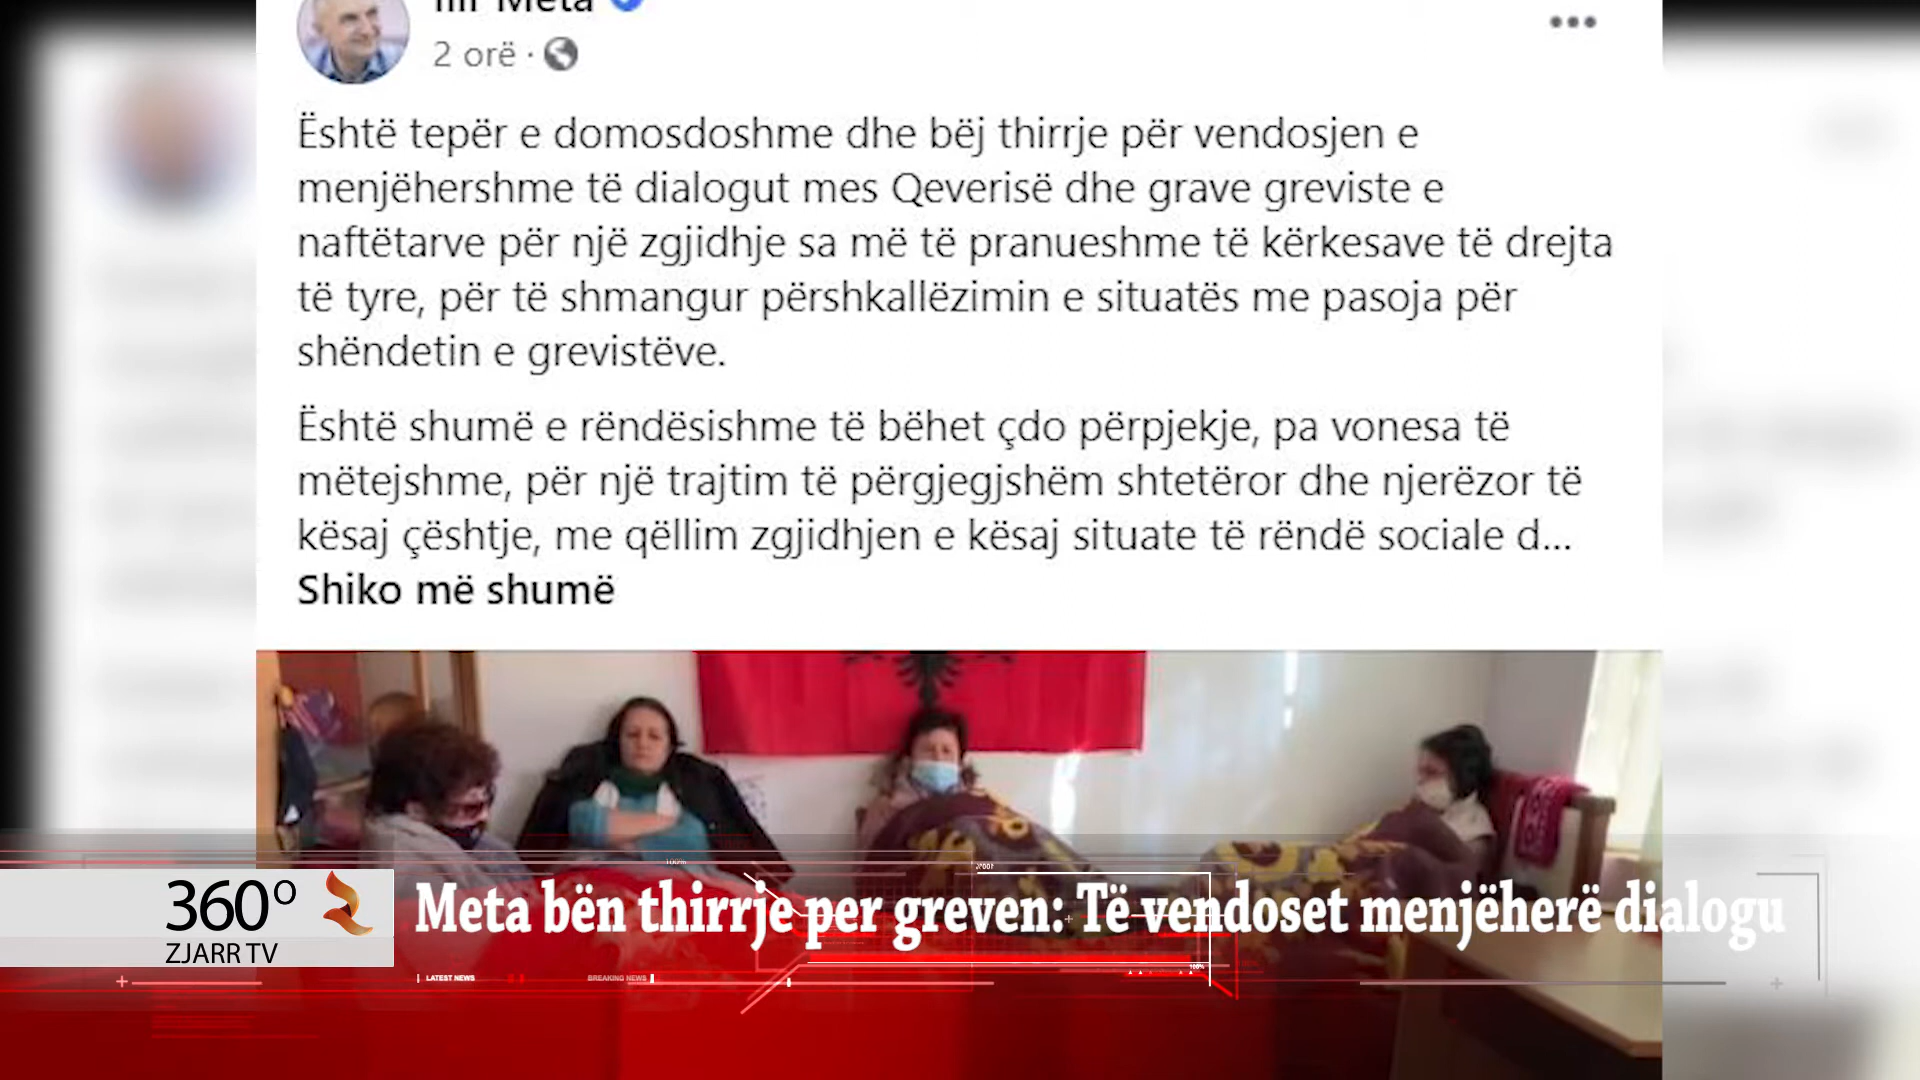 Ilir Meta
2 orë ·
Është tepër e domosdoshme dhe bëj thirrje për vendosjen e
menjëhershme të dialogut mes Qeverisë dhe grave greviste e
naftëtarve për një zgjidhje sa më të pranueshme të kërkesave të drejta
të tyre, për të shmangur përshkallëzimin e situatës me pasoja për
shëndetin e grevistëve.
Është shumë e rëndësishme të bëhet çdo përpjekje, pa vonesa të
mëtejshme, për një trajtim të përgjegjshëm shtetëror dhe njerëzor të
kësaj çështje, me qëllim zgjidhjen e kësaj situate të rëndë sociale d...
Shiko më shumë
100%
360°
ZJARR TV
Meta bën thirrje per greven: Të vendoset menjëherë dialogu
LATEST NEWS
BREAKING NEWS
100%